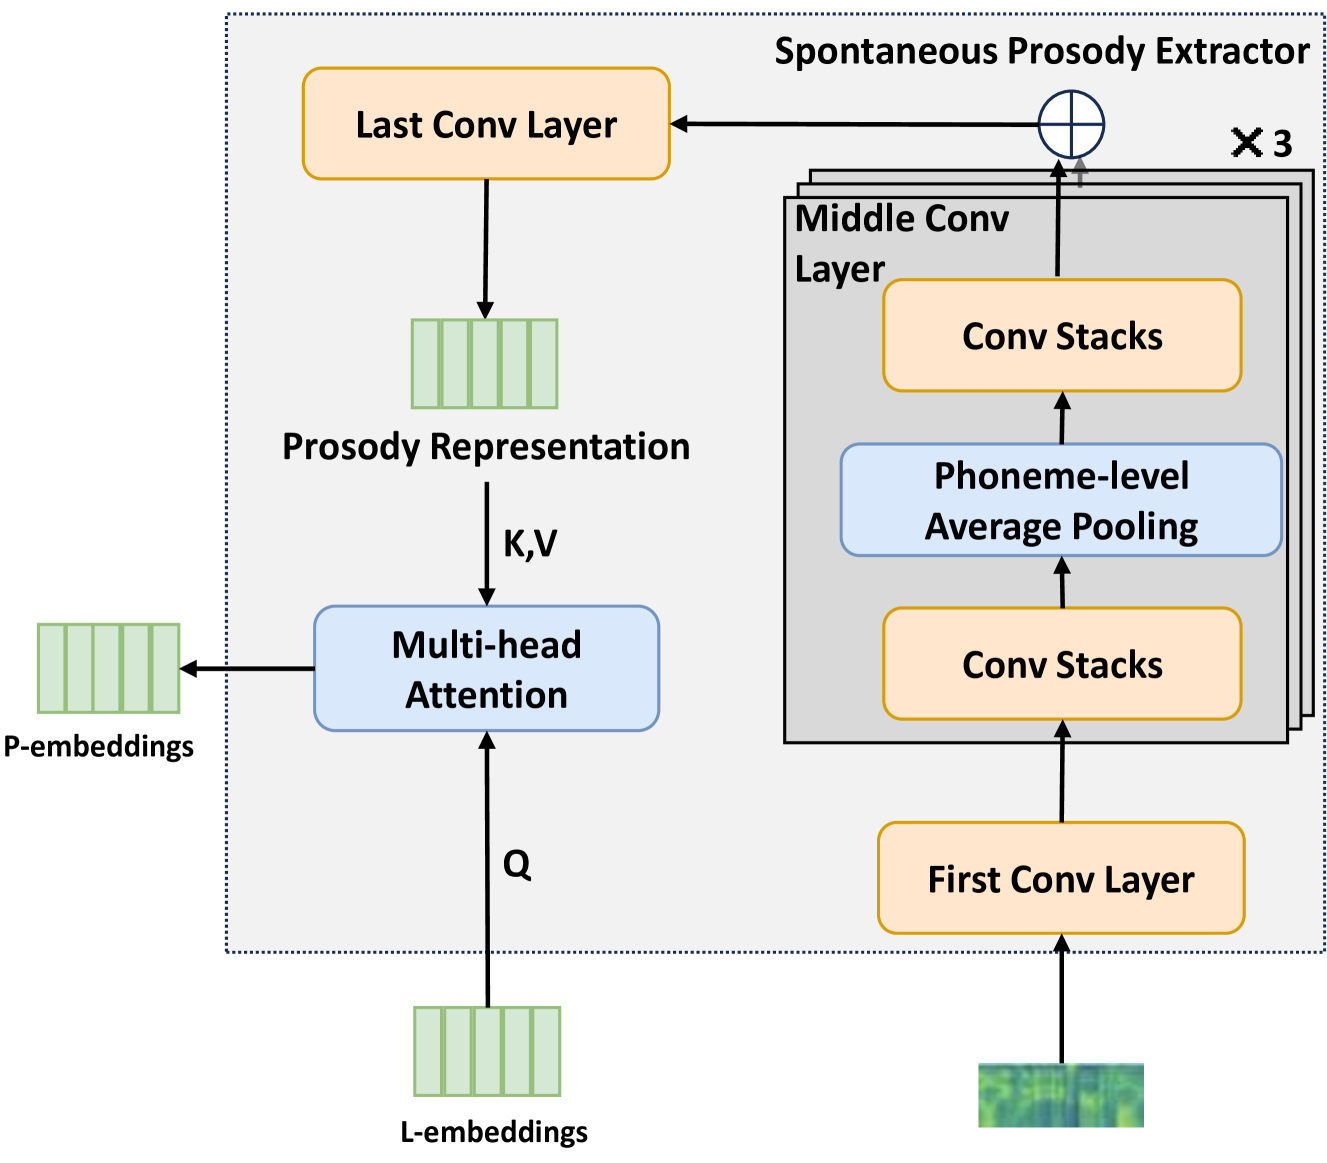 Spontaneous Prosody Extractor
Last Conv Layer
× 3
Middle Conv
Layer
Conv Stacks
Prosody Representation
Phoneme-level
Average Pooling
K,V
Multi-head
Attention
Conv Stacks
P-embeddings
Q
First Conv Layer
L-embeddings